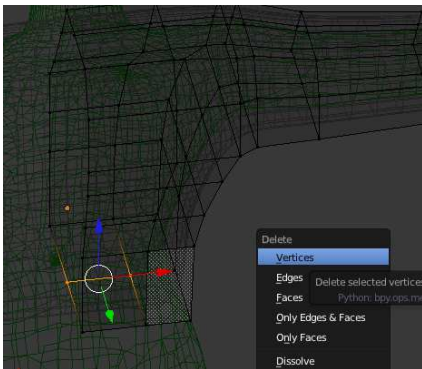 Delete
Vertices
Edges
Delete selected vertices
Faces
Python: bpy.ops.me
Only Edges & Faces
Only Faces
Dissolve